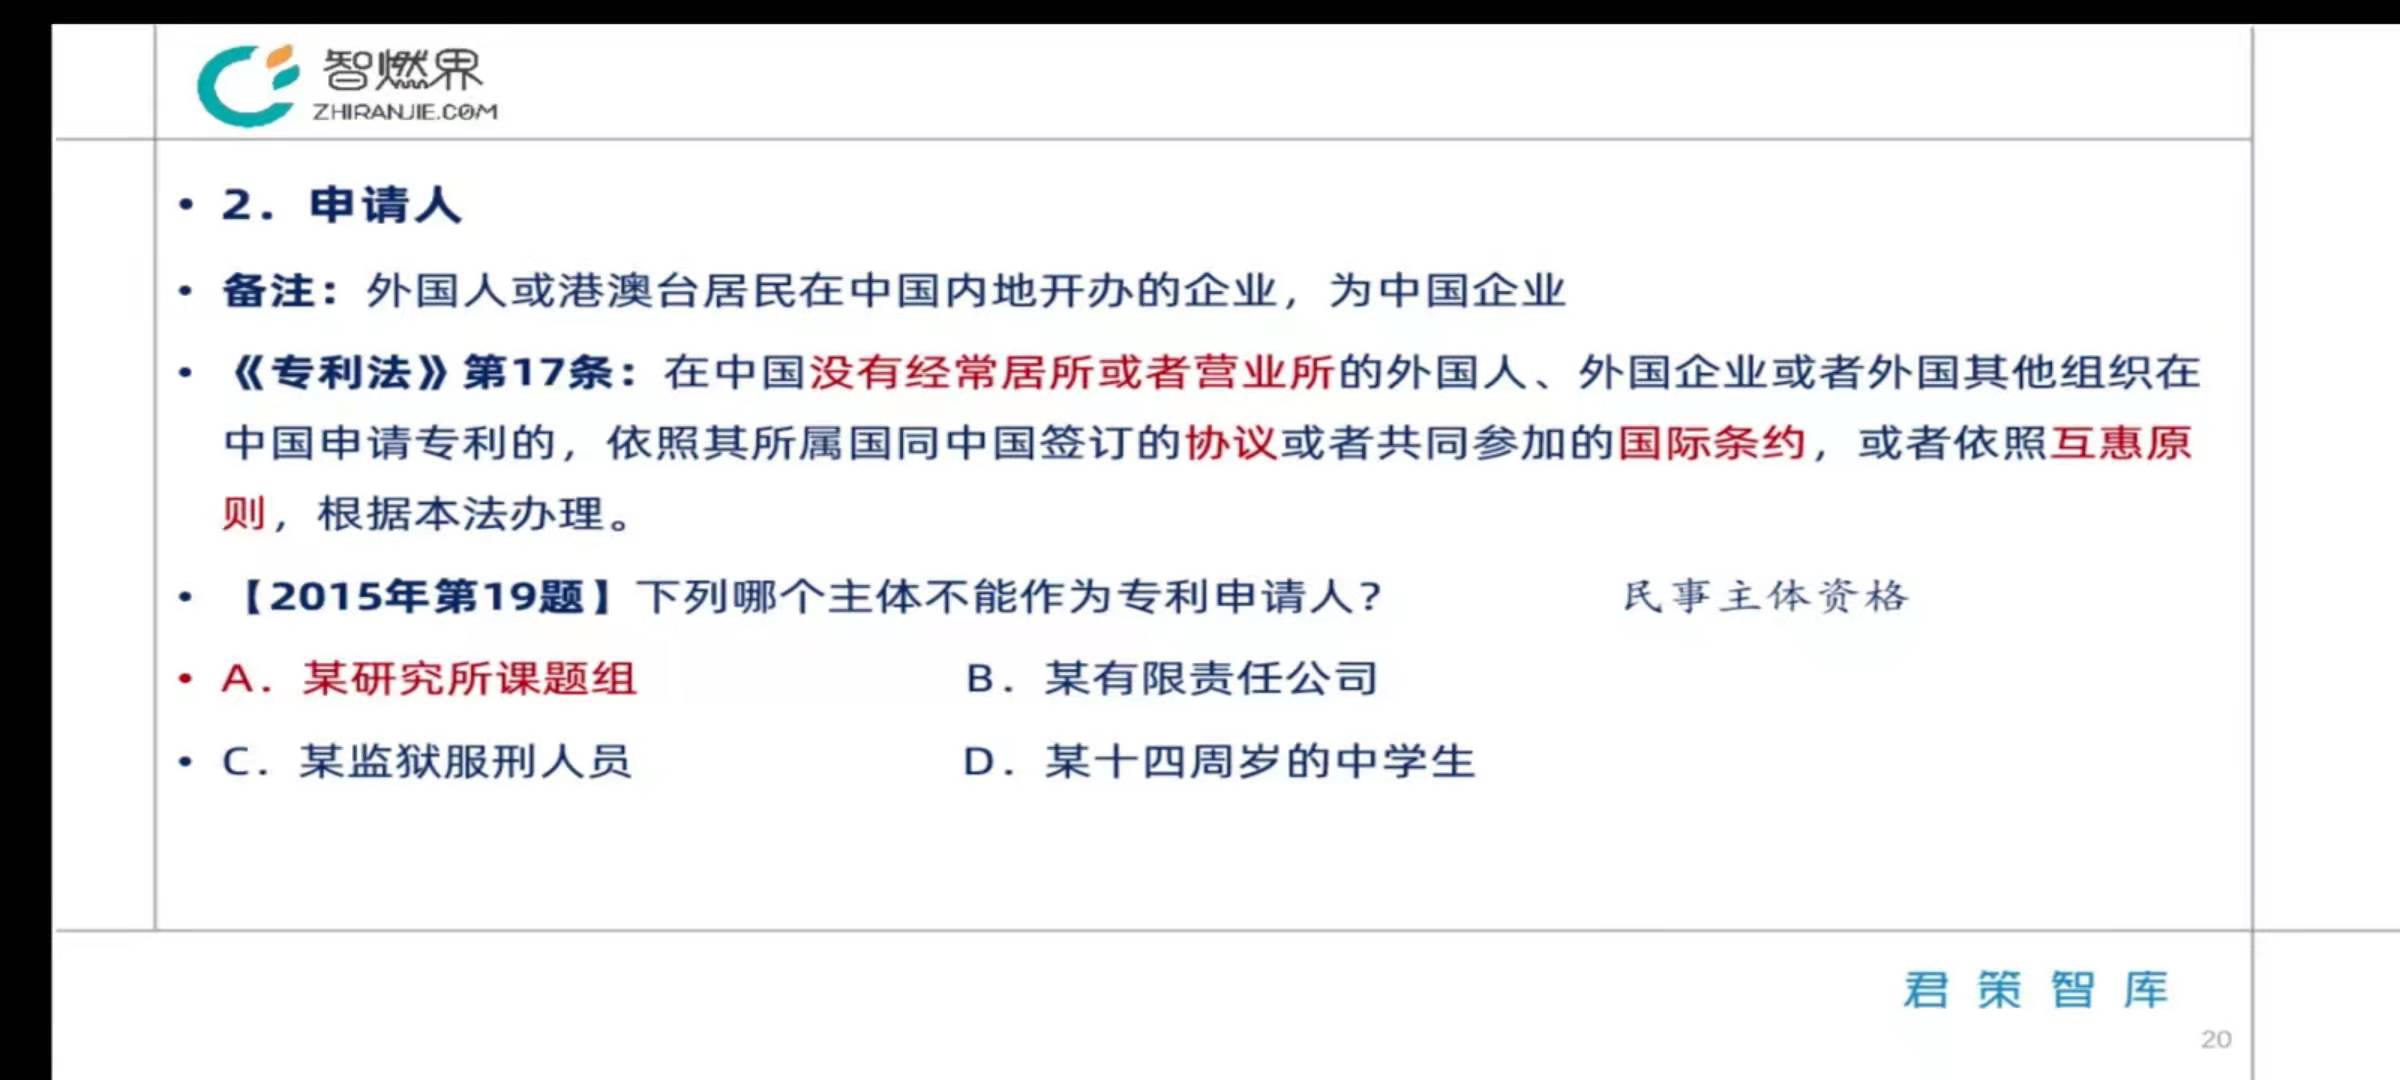 智燃界
ZHIRANJIE.COM
• 2．申请人
• 备注：外国人或港澳台居民在中国内地开办的企业，为中国企业
• 《专利法》第17条：在中国没有经常居所或者营业所的外国人、外国企业或者外国其他组织在
中国申请专利的，依照其所属国同中国签订的协议或者共同参加的国际条约，或者依照互惠原
则，根据本法办理。
• 【2015年第19题】下列哪个主体不能作为专利申请人？ 民事主体资格
• A．某研究所课题组 B．某有限责任公司
• C．某监狱服刑人员 D．某十四周岁的中学生
君策智库
20